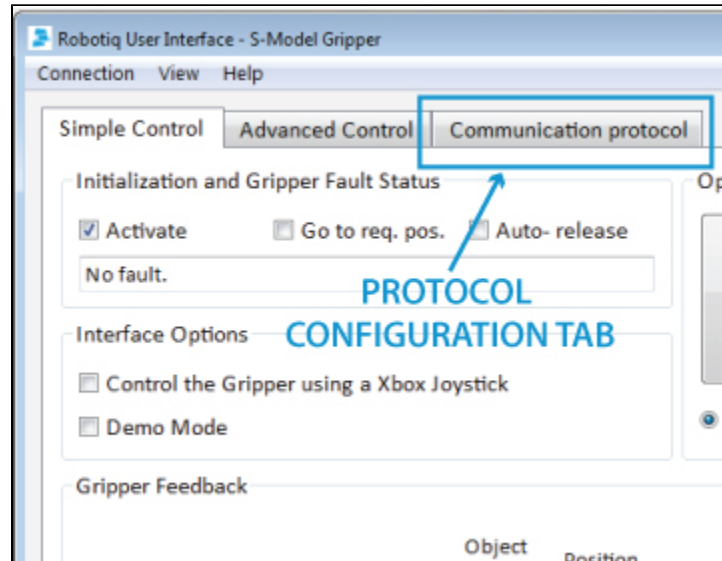 Robotiq User Interface - S-Model Gripper
Connection View Help
Simple Control Advanced Control Communication protocol
Initialization and Gripper Fault Status
Activate Go to req. pos. Auto- release
No fault.
PROTOCOL
CONFIGURATION TAB
Interface Options
Control the Gripper using a Xbox Joystick
Demo Mode
Gripper Feedback
Object
Position